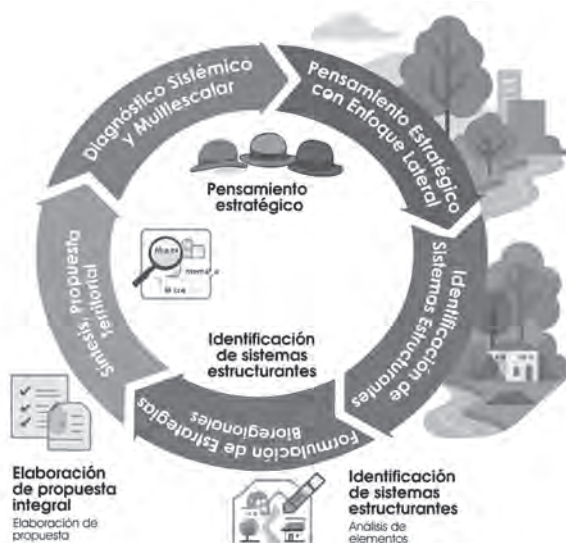 Diagnóstico Sistémico
y Multiescalar
Pensamiento Estratégico
con Enfoque Lateral
Pensamiento
estratégico
Identificación de
Sistemas Estructurantes
Síntesis Propuesta
Territorial
Identificación
de sistemas
estructurantes
Formulación de Estrategias
Bioregionales
Elaboración
de propuesta
integral
Elaboración de
propuesta
Identificación
de sistemas
estructurantes
Análisis de
elementos